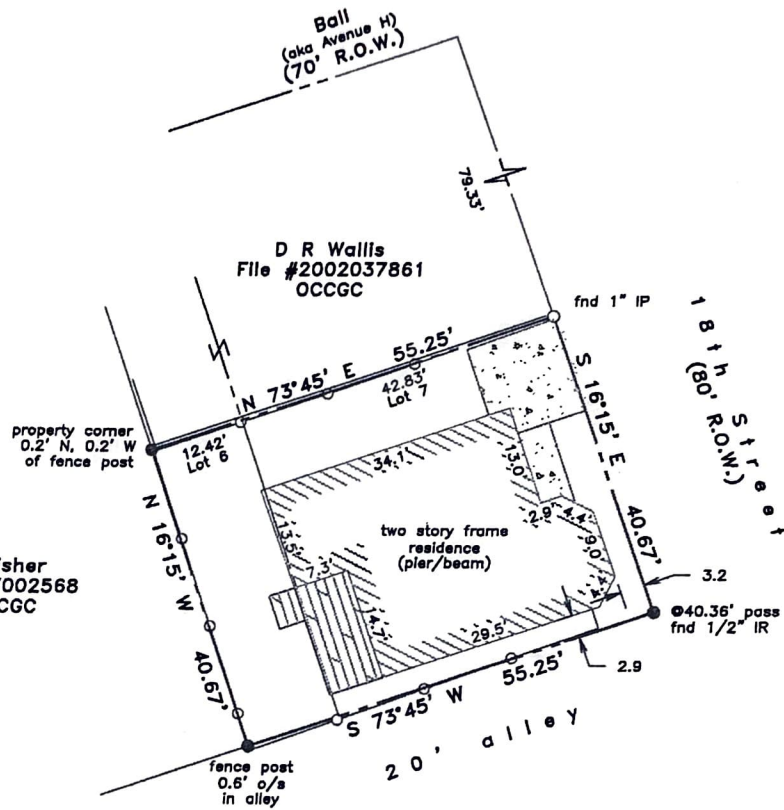 Ball
(aka Avenue H)
(70' R.O.W.)
79.33'
D R Wallis
File #2002037861
OCCGC
fnd 1" IP
18th Street
(80' R.O.W.)
N 73°45' E 55.25'
42.83'
Lot 7
12.42'
Lot 6
property corner
0.2' N, 0.2' W
of fence post
S 16°15' E 40.67'
N 16°15' W 40.67'
34.1'
13.0'
2.9'
4.4'
9.0'
4.4'
13.5'
7.3'
14.7'
29.5'
two story frame
residence
(pier/beam)
3.2
@40.36' pass
fnd 1/2" IR
2.9
S 73°45' W 55.25'
20' alley
fence post
0.6' o/s
in alley
sher
002568
CGC